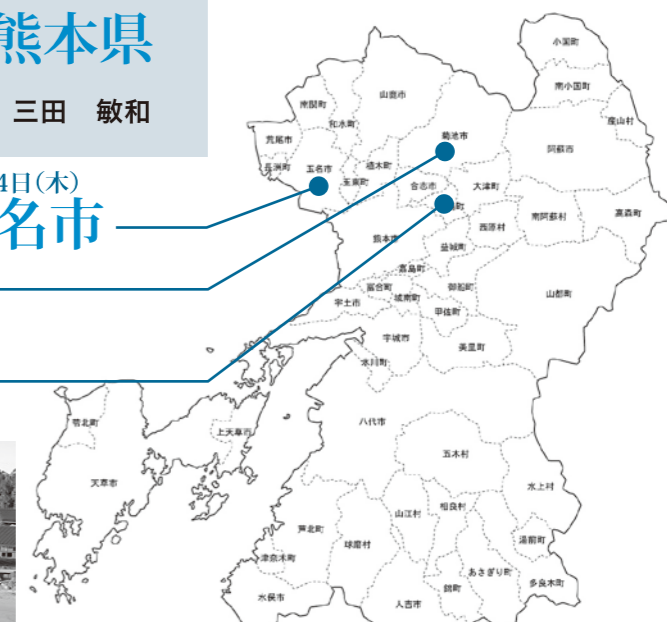 熊本県
三田　敏和
4日(木)
名市
小国町
南小国町
産山村
山鹿市
南関町
和水町
荒尾市
菊池市
阿蘇市
長洲町
玉名市
玉東町
植木町
合志市
大津町
南阿蘇村
高森町
西原村
熊本市
益城町
嘉島町
富合町
城南町
御船町
山都町
宇土市
甲佐町
宇城市
美里町
氷川町
八代市
苓北町
上天草市
天草市
五木村
水上村
山江村
相良村
芦北町
球磨村
湯前町
津奈木町
あさぎり町
多良木町
錦町
水俣市
人吉市